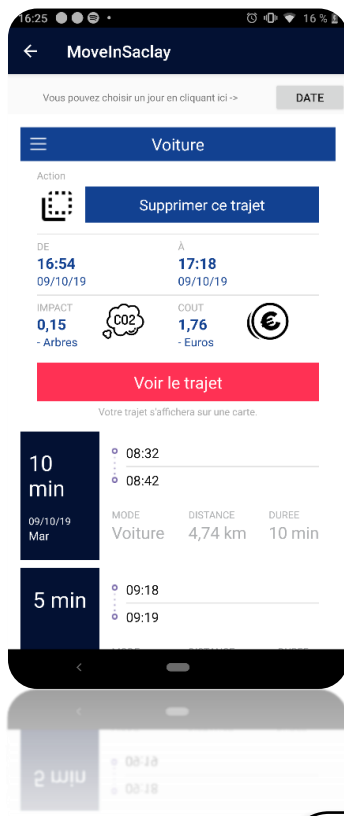 16:25
16 %
MoveInSaclay
Vous pouvez choisir un jour en cliquant ici ->
DATE
Voiture
Action
Supprimer ce trajet
DE
À
16:54
17:18
09/10/19
09/10/19
IMPACT
COUT
0,15
CO2
1,76
€
- Arbres
- Euros
Voir le trajet
Votre trajet s'affichera sur une carte.
10
min
09/10/19
Mar
08:32
08:42
MODE
DISTANCE
DUREE
Voiture
4,74 km
10 min
5 min
09:18
09:19